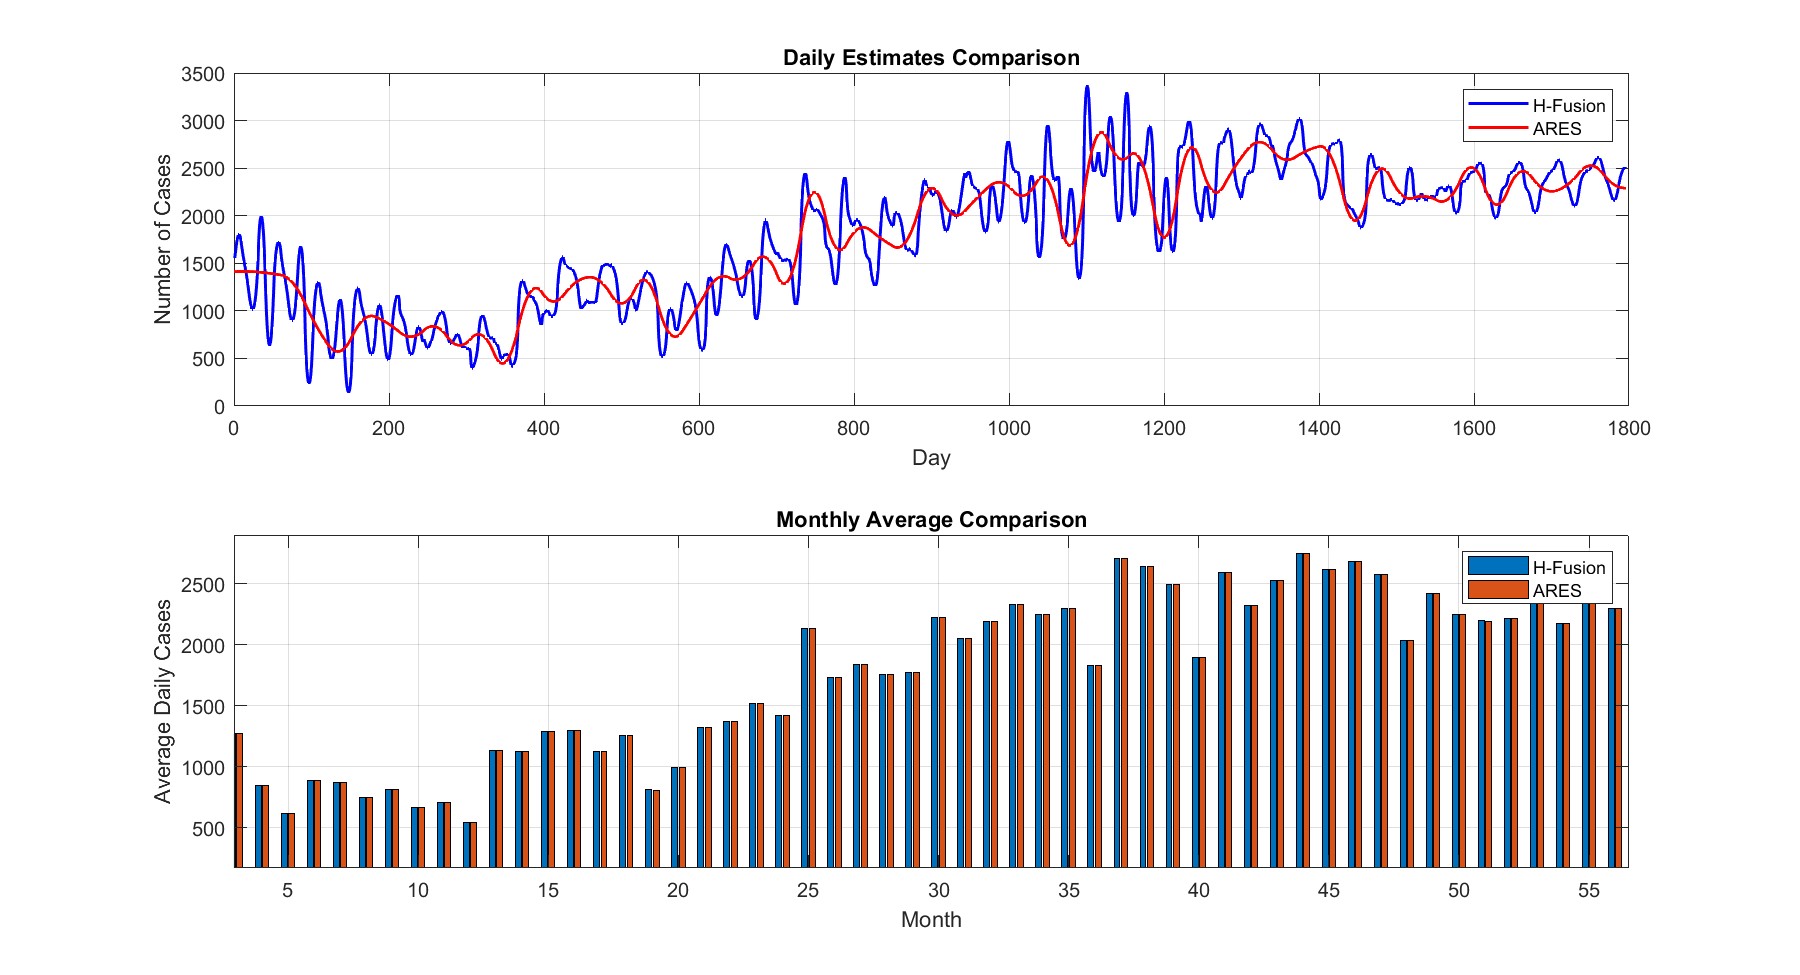 Daily Estimates Comparison
3500
3000
2500
2000
1500
1000
500
0
Number of Cases
H-Fusion
ARES
0 200 400 600 800 1000 1200 1400 1600 1800
Day
Monthly Average Comparison
2500
2000
1500
1000
500
Average Daily Cases
H-Fusion
ARES
5 10 15 20 25 30 35 40 45 50 55
Month